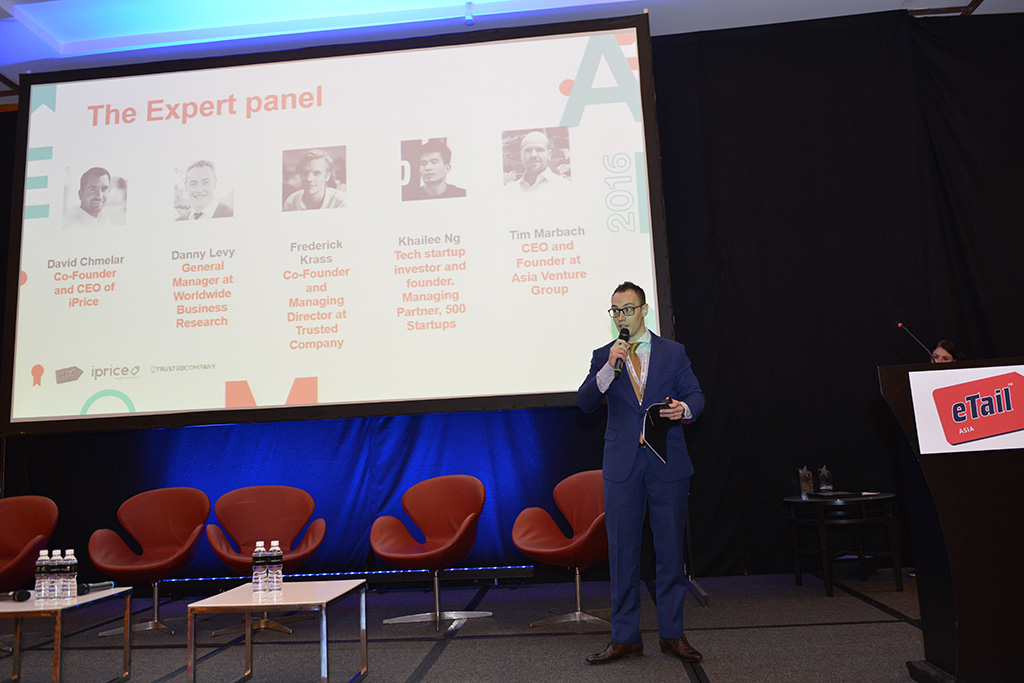 The Expert panel
David Chmelar
Co-Founder
and CEO of
iPrice
Danny Levy
General
Manager at
Worldwide
Business
Research
Frederick
Krass
Co-Founder
and
Managing
Director at
Trusted
Company
Khailee Ng
Tech startup
investor and
founder.
Managing
Partner, 500
Startups
Tim Marbach
CEO and
Founder at
Asia Venture
Group
2016
iprice
TRUSTEDCOMPANY
E
A
M
eTail
ASIA